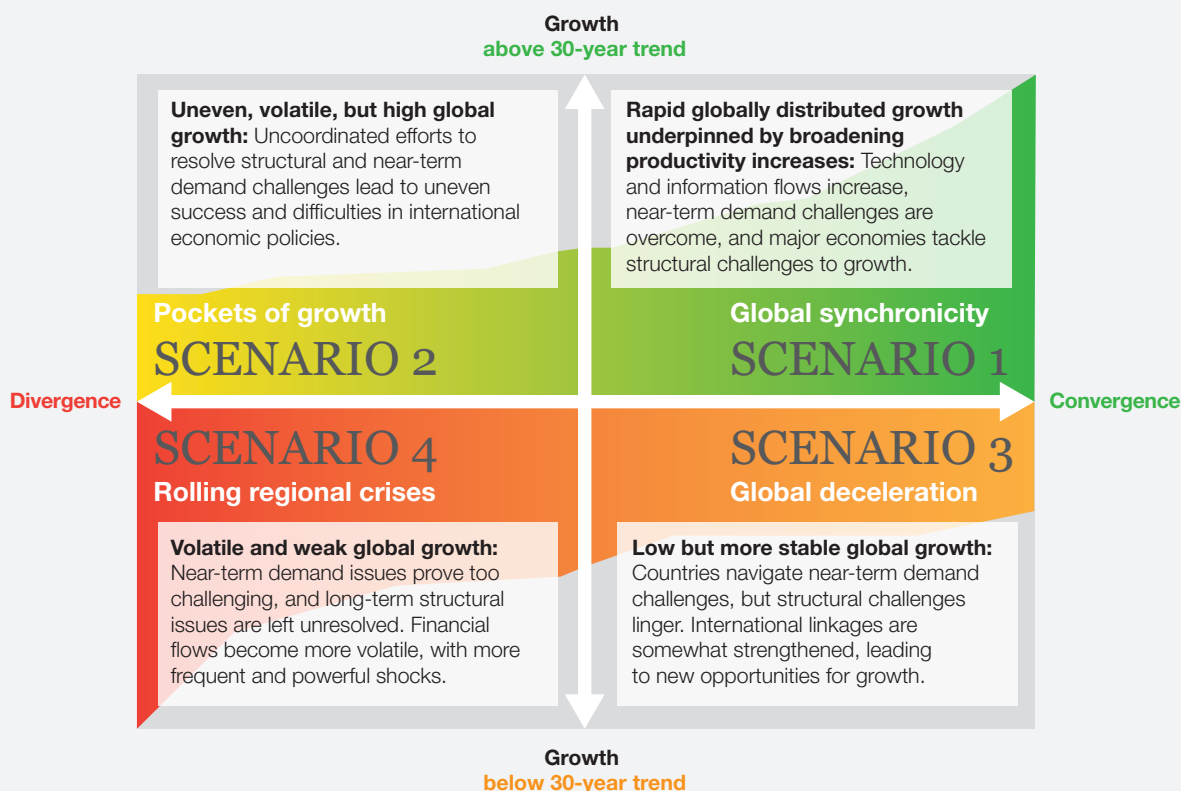 Growth
above 30-year trend
Uneven, volatile, but high global
growth: Uncoordinated efforts to
resolve structural and near-term
demand challenges lead to uneven
success and difficulties in international
economic policies.
Rapid globally distributed growth
underpinned by broadening
productivity increases: Technology
and information flows increase,
near-term demand challenges are
overcome, and major economies tackle
structural challenges to growth.
Pockets of growth
SCENARIO 2
Global synchronicity
SCENARIO 1
Divergence
Convergence
SCENARIO 4
Rolling regional crises
SCENARIO 3
Global deceleration
Volatile and weak global growth:
Near-term demand issues prove too
challenging, and long-term structural
issues are left unresolved. Financial
flows become more volatile, with more
frequent and powerful shocks.
Low but more stable global growth:
Countries navigate near-term demand
challenges, but structural challenges
linger. International linkages are
somewhat strengthened, leading
to new opportunities for growth.
Growth
below 30-year trend